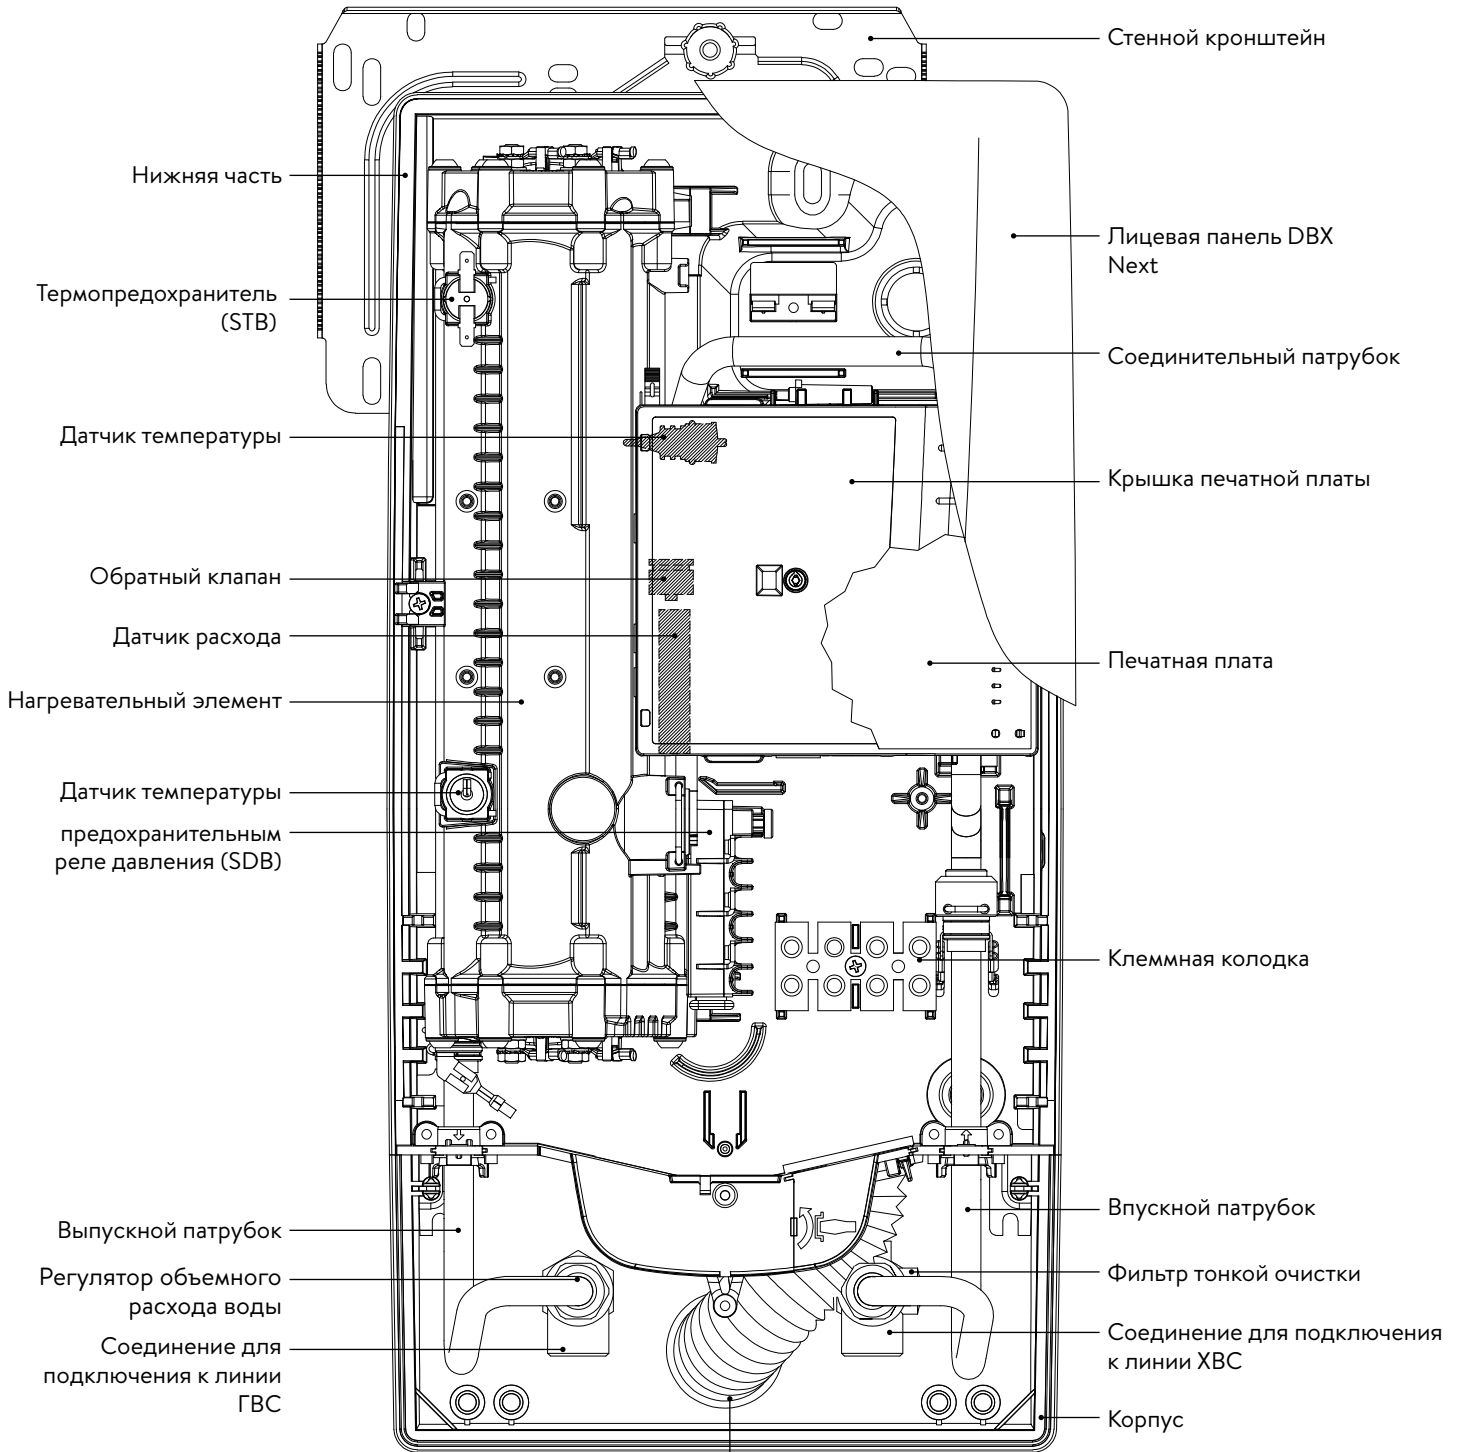 Стенной кронштейн
Нижняя часть
Лицевая панель DBX
Next
Термопредохранитель
(STB)
Соединительный патрубок
Датчик температуры
Крышка печатной платы
Обратный клапан
Датчик расхода
Печатная плата
Нагревательный элемент
Датчик температуры
предохранительным
реле давления (SDB)
Клеммная колодка
Впускной патрубок
Выпускной патрубок
Регулятор объемного
расхода воды
Фильтр тонкой очистки
Соединение для подключения
к линии ХВС
Соединение для
подключения к линии
ГВС
Корпус